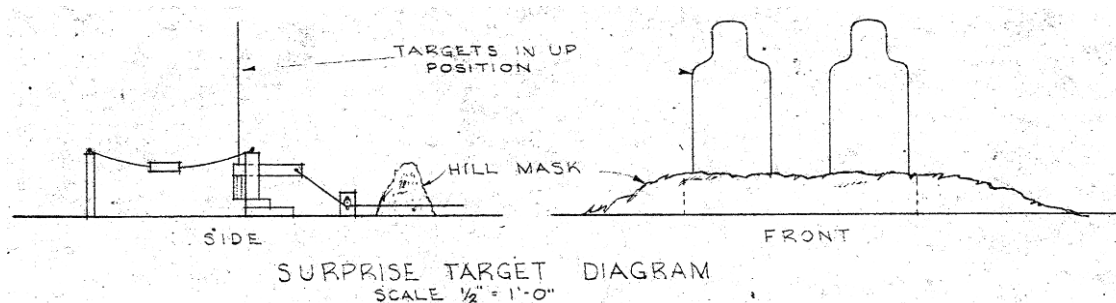 TARGETS IN UP
POSITION
HILL MASK
SIDE
FRONT
SURPRISE TARGET DIAGRAM
SCALE ½" = 1'-0"